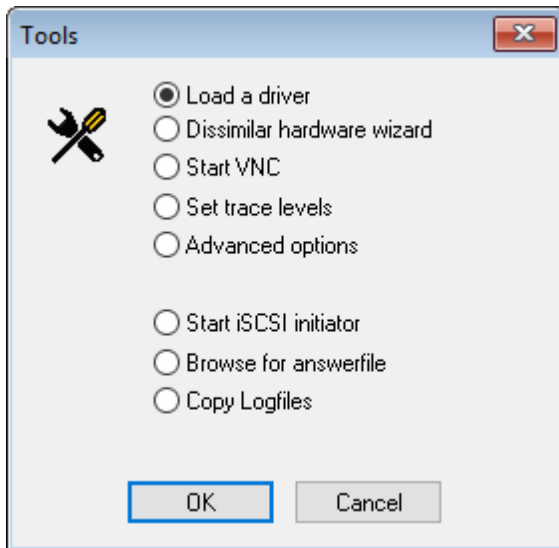 Tools
Load a driver
Dissimilar hardware wizard
Start VNC
Set trace levels
Advanced options
Start iSCSI initiator
Browse for answerfile
Copy Logfiles
OK Cancel